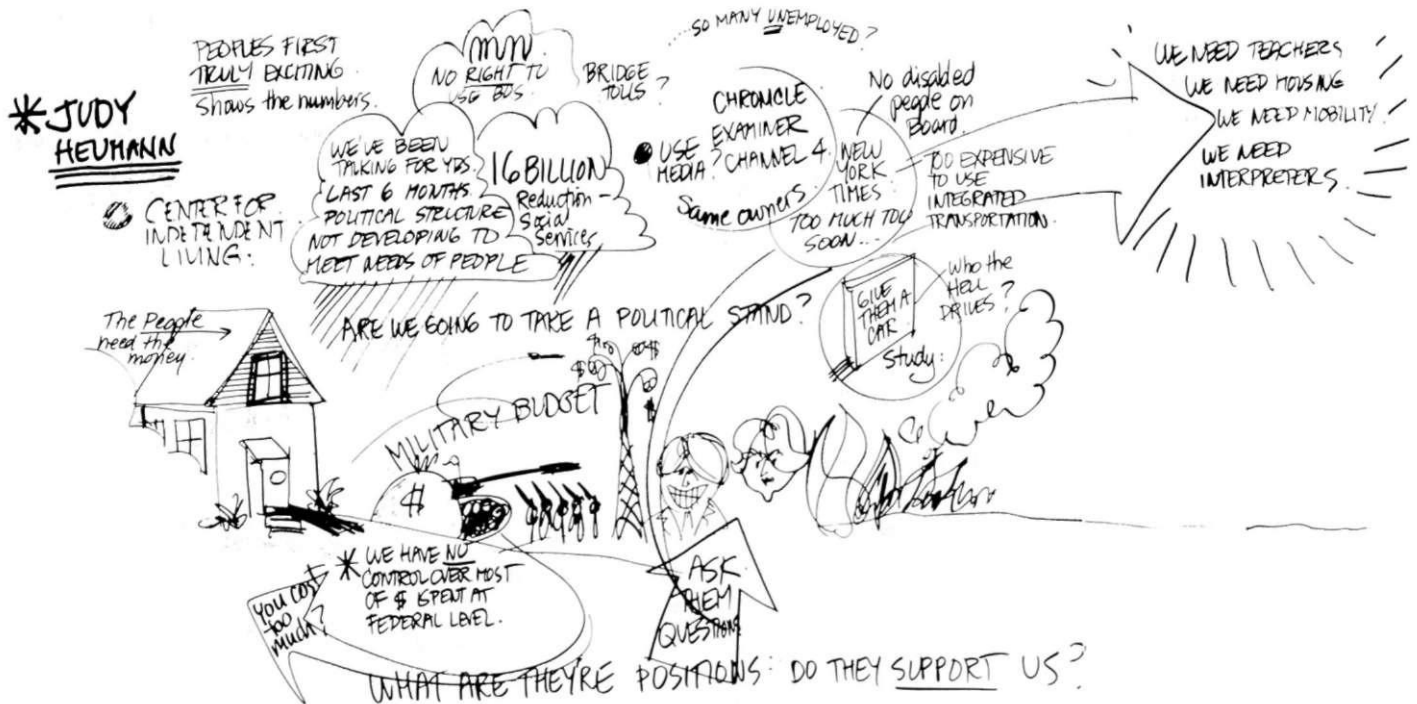 ✳ JUDY
HEUMANN
CENTER FOR
INDEPENDENT
LIVING:
PEOPLES FIRST
TRULY EXCITING
shows the numbers.
NO RIGHT TO
BRIDGE
TOLLS?
WE'VE BEEN
TALKING FOR YRS.
LAST 6 MONTHS.
POLITICAL STRUCTURE
NOT DEVELOPING TO
MEET NEEDS OF PEOPLE
16 BILLION
Reduction –
Social
Services
...SO MANY UNEMPLOYED?
CHRONICLE
EXAMINER
CHANNEL 4.
USE
MEDIA?
Same owners
No disabled
people on
Board.
NEW
YORK
TIMES:
TOO MUCH TOO
SOON...
TOO EXPENSIVE
TO USE
INTEGRATED
TRANSPORTATION.
WE NEED TEACHERS
WE NEED HOUSING
WE NEED MOBILITY
WE NEED
INTERPRETERS.
GIVE
THEM A
CAR
Study:
Who the
HELL
DRIVES?
ARE WE GOING TO TAKE A POLITICAL STAND?
The People
need the
money.
MILITARY BUDGET
$
✳ WE HAVE NO
CONTROL OVER MOST
OF $ SPENT AT
FEDERAL LEVEL.
YOU COST
too
much?
ASK
THEM
QUESTIONS
WHAT ARE THEYRE POSITIONS: DO THEY SUPPORT US?